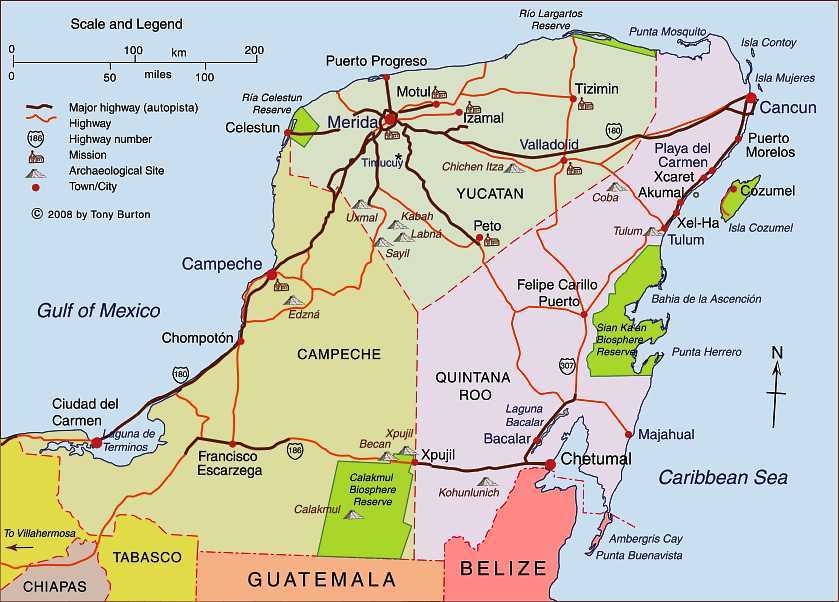 Scale and Legend
0 100 200
km
0 50 100
miles
Major highway (autopista)
Highway
186 Highway number
Mission
Archaeological Site
Town/City
© 2008 by Tony Burton
Río Largartos
Reserve
Punta Mosquito
Isla Contoy
Isla Mujeres
Cancun
Puerto Progreso
Motul
Izamal
Tizimin
Ría Celestun
Reserve
Celestun
Merida
Timucuy
Valladolid
180
Chichen Itza
Playa del
Carmen
Puerto
Morelos
Xcaret
Akumal
Cozumel
Isla Cozumel
Xel-Ha
Tulum
Tulum
Coba
YUCATAN
Uxmal
Kabah
Labná
Sayil
Peto
Campeche
Edzná
Gulf of Mexico
Felipe Carillo
Puerto
Bahia de la Ascención
Sian Ka'an
Biosphere
Reserve
Punta Herrero
Chompotón
CAMPECHE
QUINTANA
ROO
307
N
180
Ciudad del
Carmen
Laguna de
Terminos
Laguna
Bacalar
Bacalar
Majahual
Francisco
Escarzega
186
Xpujil
Becan
Xpujil
Chetumal
Caribbean Sea
Kohunlunich
Calakmul
Biosphere
Reserve
Calakmul
To Villahermosa
TABASCO
CHIAPAS
GUATEMALA
BELIZE
Ambergris Cay
Punta Buenavista